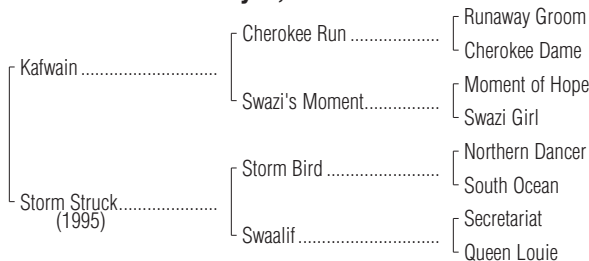 Runaway Groom
Cherokee Run ...................
Cherokee Dame
Kafwain .............................
Moment of Hope
Swazi's Moment................
Swazi Girl
Northern Dancer
Storm Bird ........................
South Ocean
Storm Struck.....................
(1995)
Secretariat
Swaalif ..............................
Queen Louie